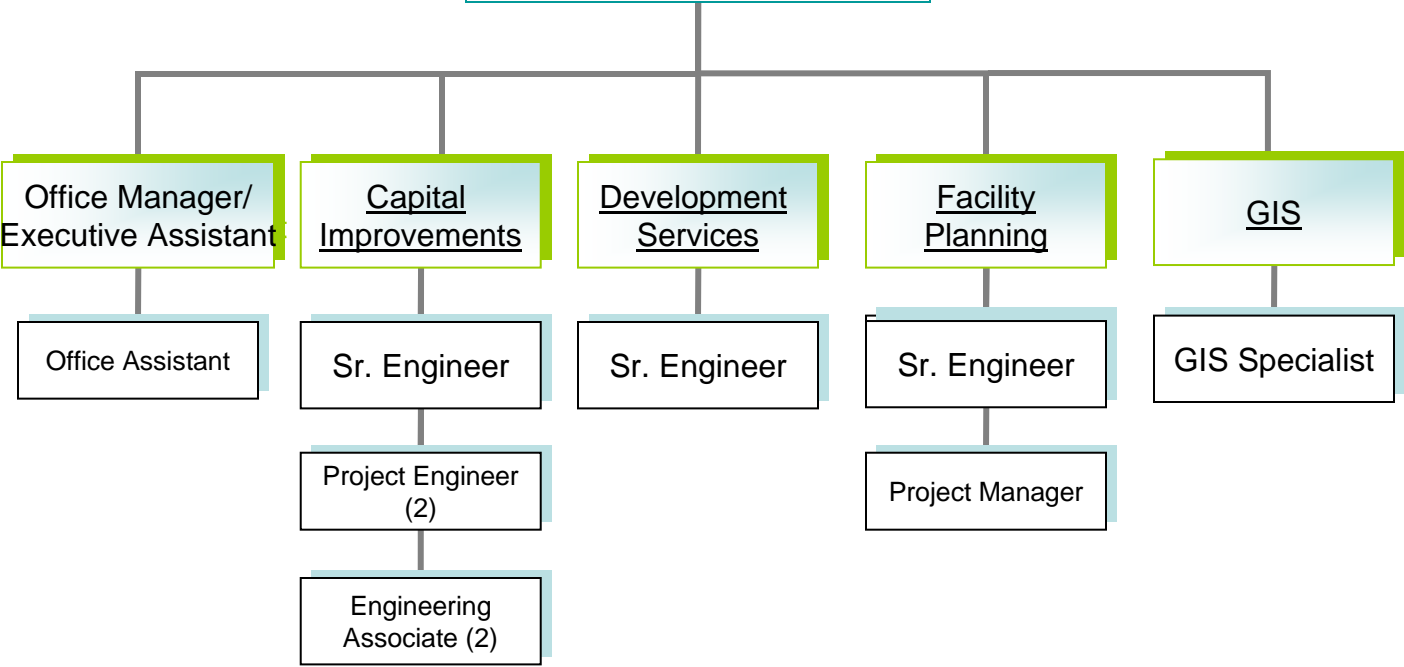 Office Manager/
Executive Assistant
Capital
Improvements
Development
Services
Facility
Planning
GIS
Office Assistant
Sr. Engineer
Sr. Engineer
Sr. Engineer
GIS Specialist
Project Engineer
(2)
Project Manager
Engineering
Associate (2)